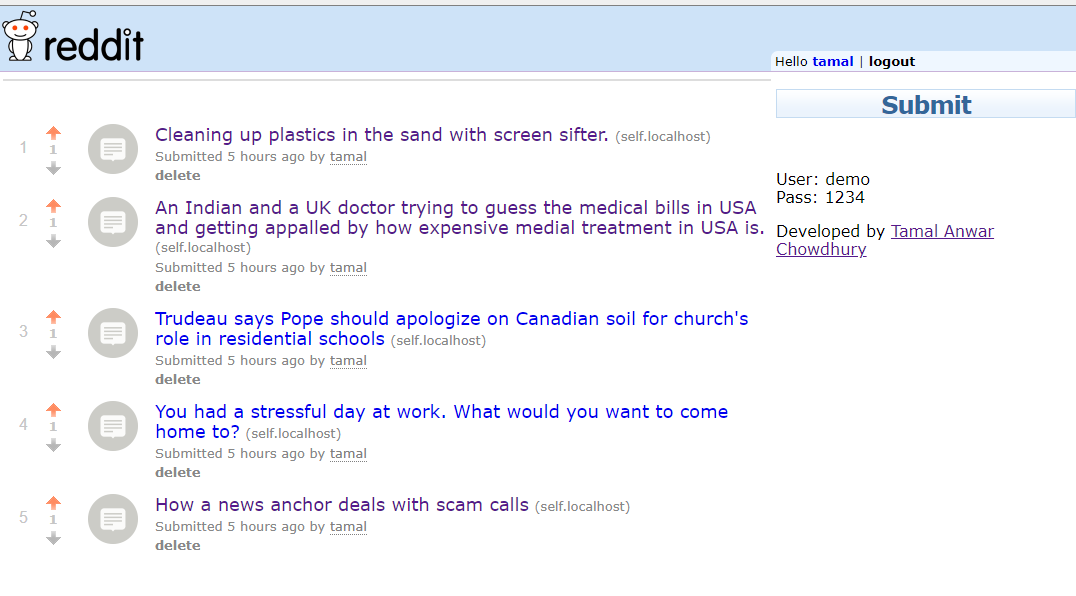 reddit
Hello tamal | logout
Submit
1
1
Cleaning up plastics in the sand with screen sifter. (self.localhost)
Submitted 5 hours ago by tamal
delete
2
1
An Indian and a UK doctor trying to guess the medical bills in USA
and getting appalled by how expensive medial treatment in USA is.
(self.localhost)
Submitted 5 hours ago by tamal
delete
3
1
Trudeau says Pope should apologize on Canadian soil for church's
role in residential schools (self.localhost)
Submitted 5 hours ago by tamal
delete
4
1
You had a stressful day at work. What would you want to come
home to? (self.localhost)
Submitted 5 hours ago by tamal
delete
5
1
How a news anchor deals with scam calls (self.localhost)
Submitted 5 hours ago by tamal
delete
User: demo
Pass: 1234
Developed by Tamal Anwar
Chowdhury